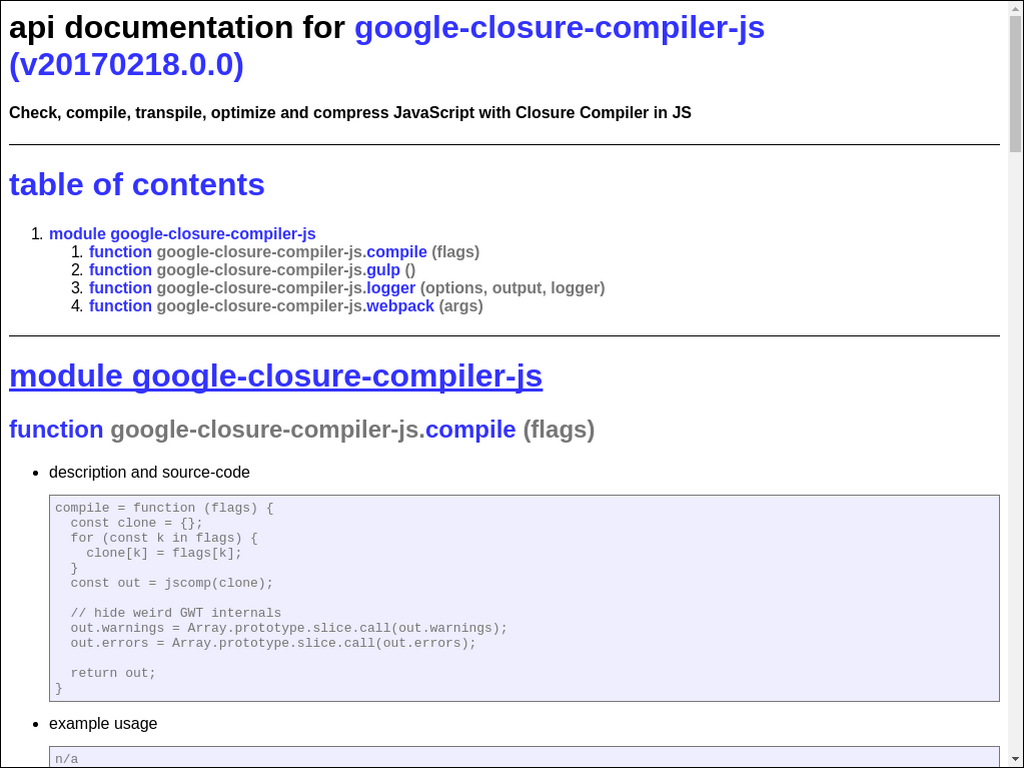 api documentation for google-closure-compiler-js
(v20170218.0.0)
Check, compile, transpile, optimize and compress JavaScript with Closure Compiler in JS
table of contents
1. module google-closure-compiler-js
1. function google-closure-compiler-js.compile (flags)
2. function google-closure-compiler-js.gulp ()
3. function google-closure-compiler-js.logger (options, output, logger)
4. function google-closure-compiler-js.webpack (args)
module google-closure-compiler-js
function google-closure-compiler-js.compile (flags)
• description and source-code
compile = function (flags) {
  const clone = {};
  for (const k in flags) {
    clone[k] = flags[k];
  }
  const out = jscomp(clone);
  // hide weird GWT internals
  out.warnings = Array.prototype.slice.call(out.warnings);
  out.errors = Array.prototype.slice.call(out.errors);
  return out;
}
• example usage
n/a